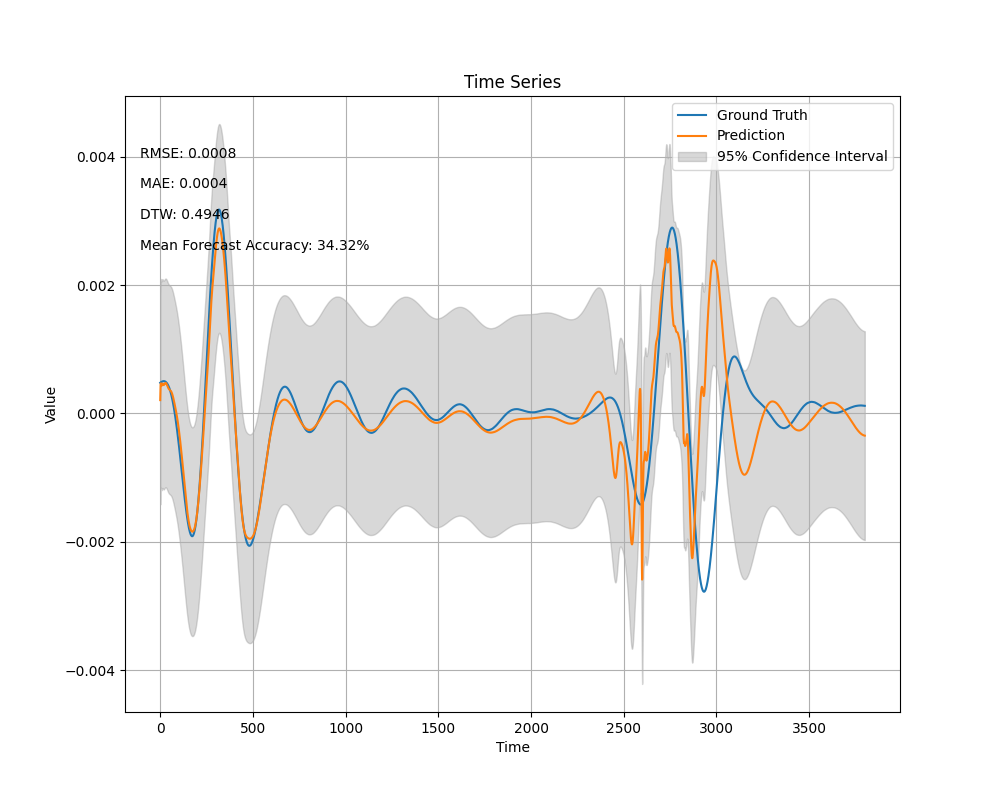 Time Series
Ground Truth
Prediction
95% Confidence Interval
RMSE: 0.0008
MAE: 0.0004
DTW: 0.4946
Mean Forecast Accuracy: 34.32%
Value
0.004
0.002
0.000
−0.002
−0.004
0 500 1000 1500 2000 2500 3000 3500
Time